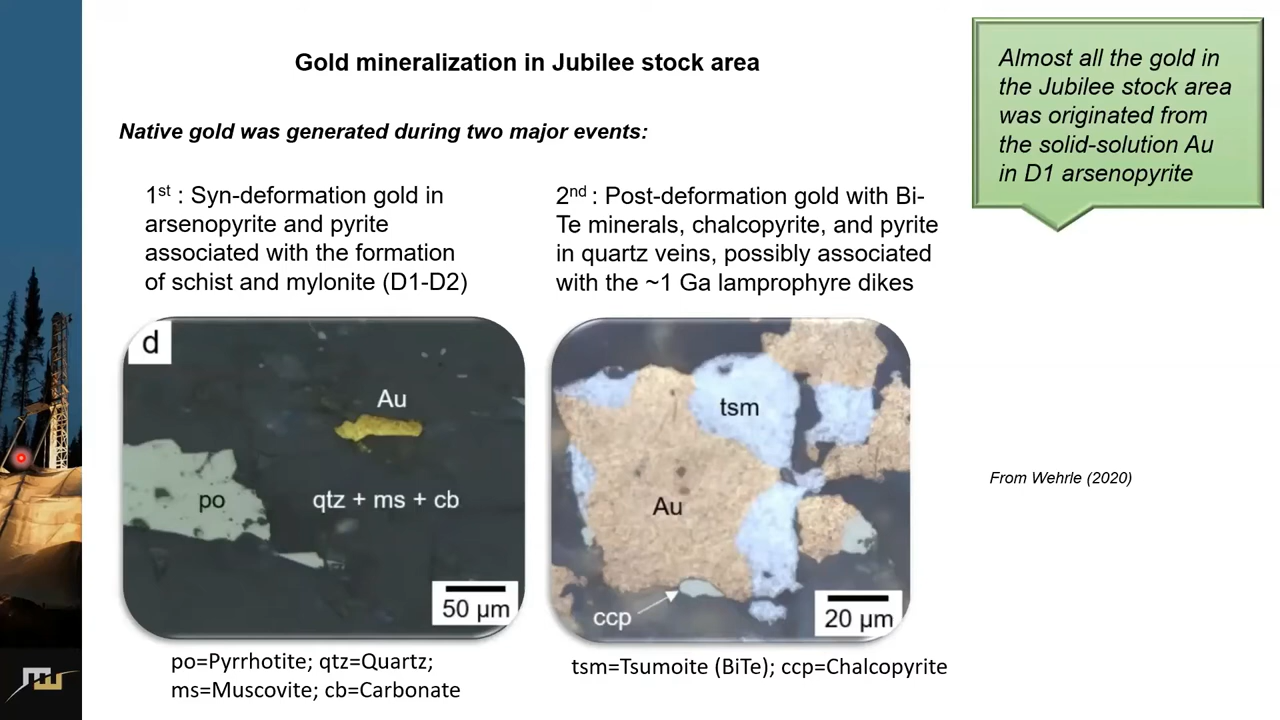 Gold mineralization in Jubilee stock area
Almost all the gold in
the Jubilee stock area
was originated from
the solid-solution Au
in D1 arsenopyrite
Native gold was generated during two major events:
1st : Syn-deformation gold in
arsenopyrite and pyrite
associated with the formation
of schist and mylonite (D1-D2)
2nd : Post-deformation gold with Bi-
Te minerals, chalcopyrite, and pyrite
in quartz veins, possibly associated
with the ~1 Ga lamprophyre dikes
d
Au
po
qtz + ms + cb
50 µm
tsm
Au
ccp
20 µm
From Wehrle (2020)
po=Pyrrhotite; qtz=Quartz;
ms=Muscovite; cb=Carbonate
tsm=Tsumoite (BiTe); ccp=Chalcopyrite